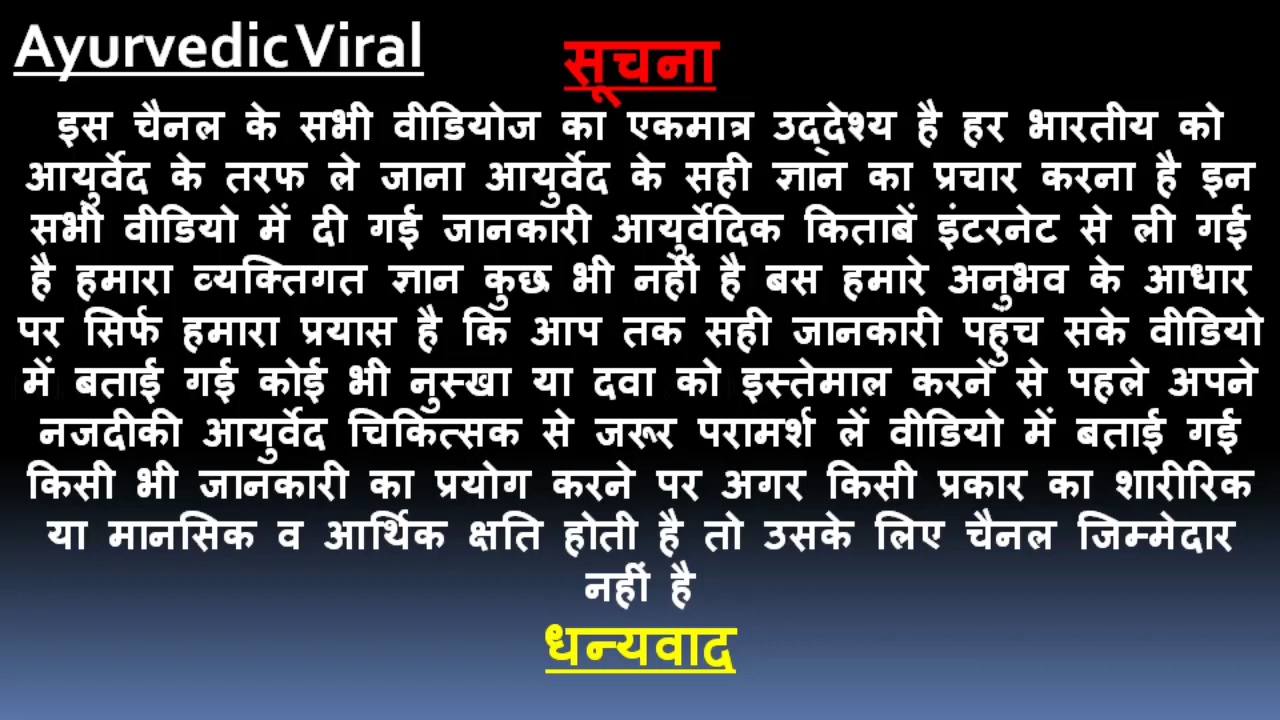 Ayurvedic Viral
सूचना
इस चैनल के सभी वीडियोज का एकमात्र उद्देश्य है हर भारतीय को
आयुर्वेद के तरफ ले जाना आयुर्वेद के सही ज्ञान का प्रचार करना है इन
सभी वीडियो में दी गई जानकारी आयुर्वेदिक किताबें इंटरनेट से ली गई
है हमारा व्यक्तिगत ज्ञान कुछ भी नहीं है बस हमारे अनुभव के आधार
पर सिर्फ हमारा प्रयास है कि आप तक सही जानकारी पहुंच सके वीडियो
में बताई गई कोई भी नुस्खा या दवा को इस्तेमाल करने से पहले अपने
नजदीकी आयुर्वेद चिकित्सक से जरूर परामर्श लें वीडियो में बताई गई
किसी भी जानकारी का प्रयोग करने पर अगर किसी प्रकार का शारीरिक
या मानसिक व आर्थिक क्षति होती है तो उसके लिए चैनल जिम्मेदार
नहीं है
धन्यवाद